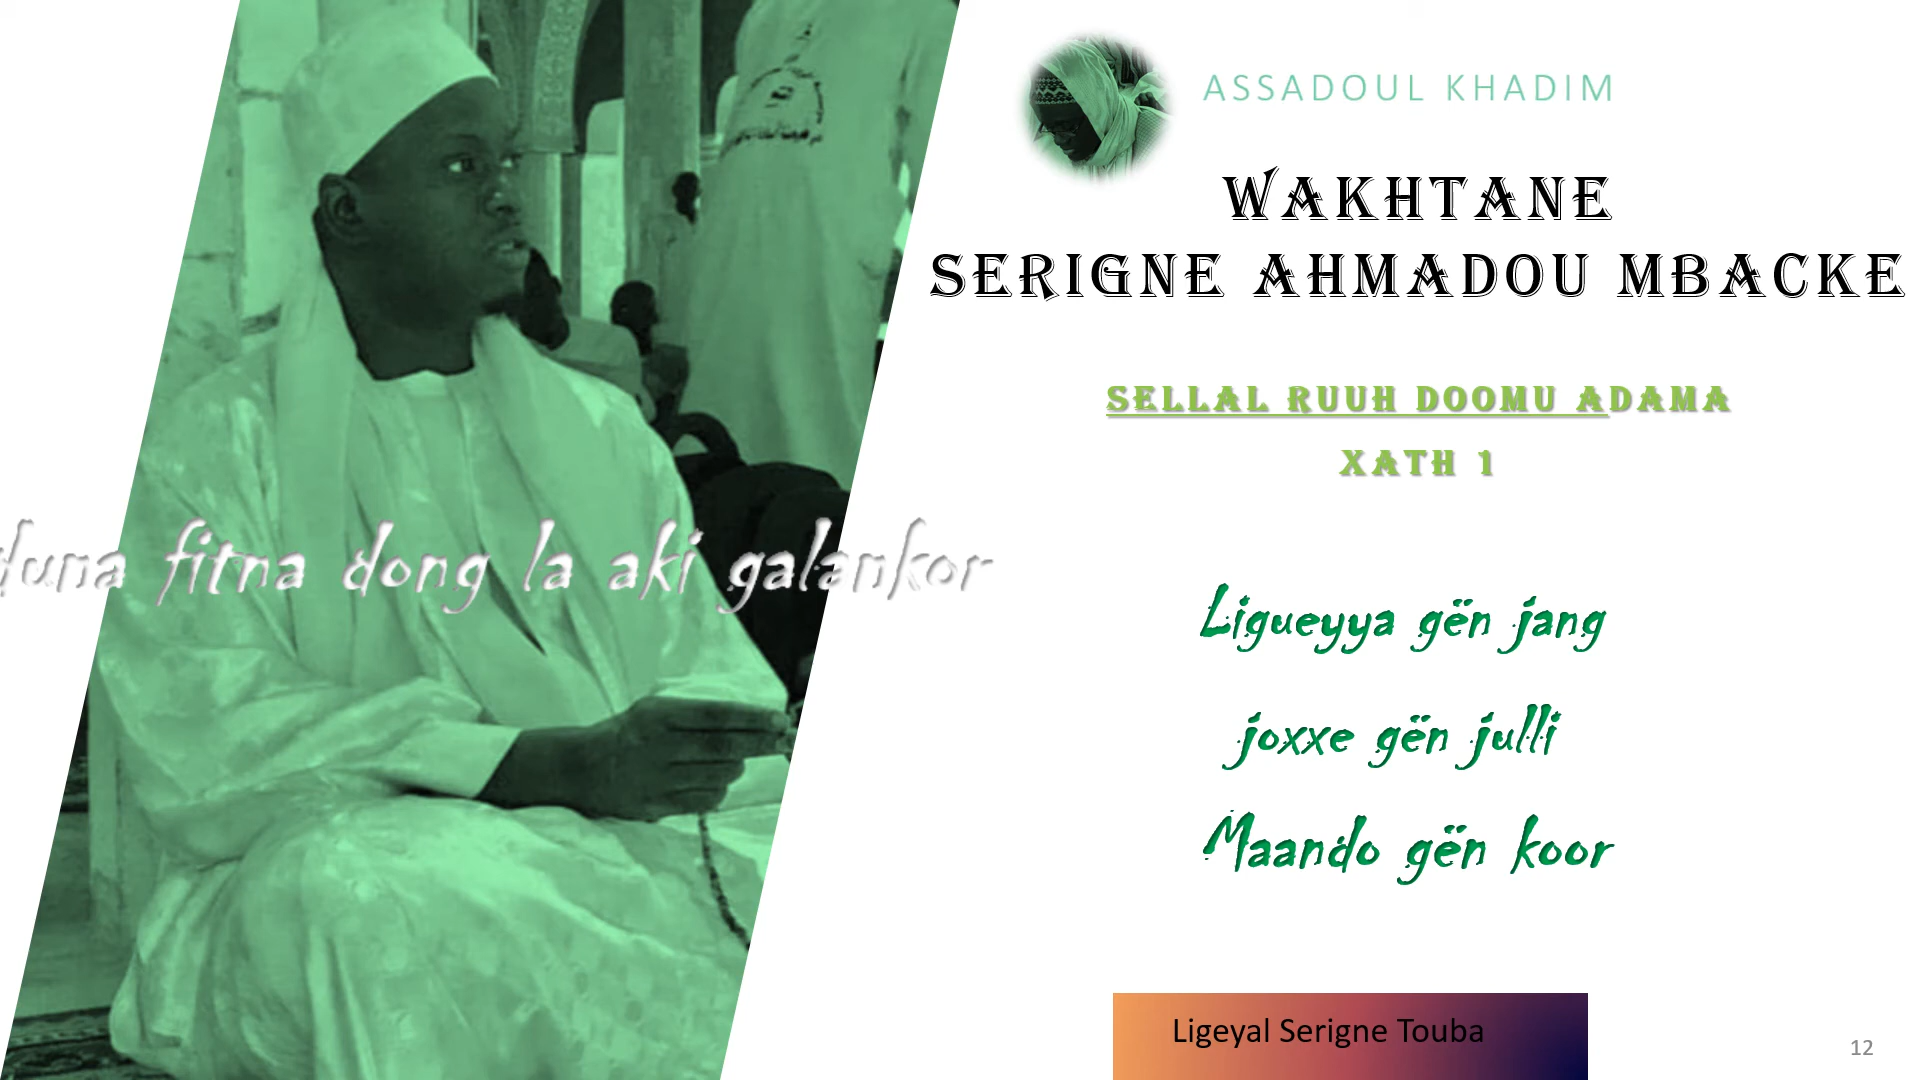 ASSADOUL KHADIM
WAKHTANE
SERIGNE AHMADOU MBACKE
SELLAL RUUH DOOMU ADAMA
XATH 1
duna fitna dong la aki galankor
Ligueyya gën jang
joxxe gën julli
Maando gën koor
Ligeyal Serigne Touba
12